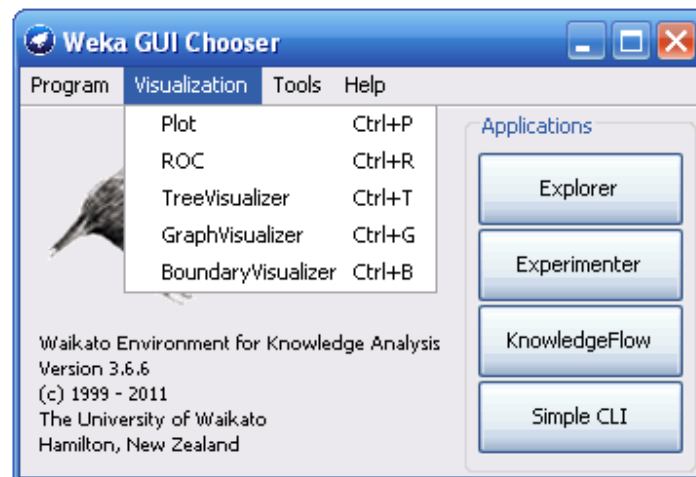 Weka GUI Chooser
Program Visualization Tools Help
Plot Ctrl+P
ROC Ctrl+R
TreeVisualizer Ctrl+T
GraphVisualizer Ctrl+G
BoundaryVisualizer Ctrl+B
Applications
Explorer
Experimenter
KnowledgeFlow
Simple CLI
Waikato Environment for Knowledge Analysis
Version 3.6.6
(c) 1999 - 2011
The University of Waikato
Hamilton, New Zealand